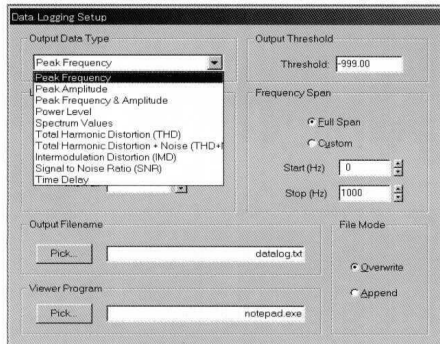 Data Logging Setup
Output Data Type
Peak Frequency
Peak Frequency
Peak Amplitude
Peak Frequency & Amplitude
Power Level
Spectrum Values
Total Harmonic Distortion (THD)
Total Harmonic Distortion + Noise (THD+
Intermodulation Distortion (IMD)
Signal to Noise Ratio (SNR)
Time Delay
Output Threshold
Threshold: -999.00
Frequency Span
Full Span
Custom
Start (Hz) 0
Stop (Hz) 1000
Output Filename
Pick... datalog.txt
Viewer Program
Pick... notepad.exe
File Mode
Overwrite
Append